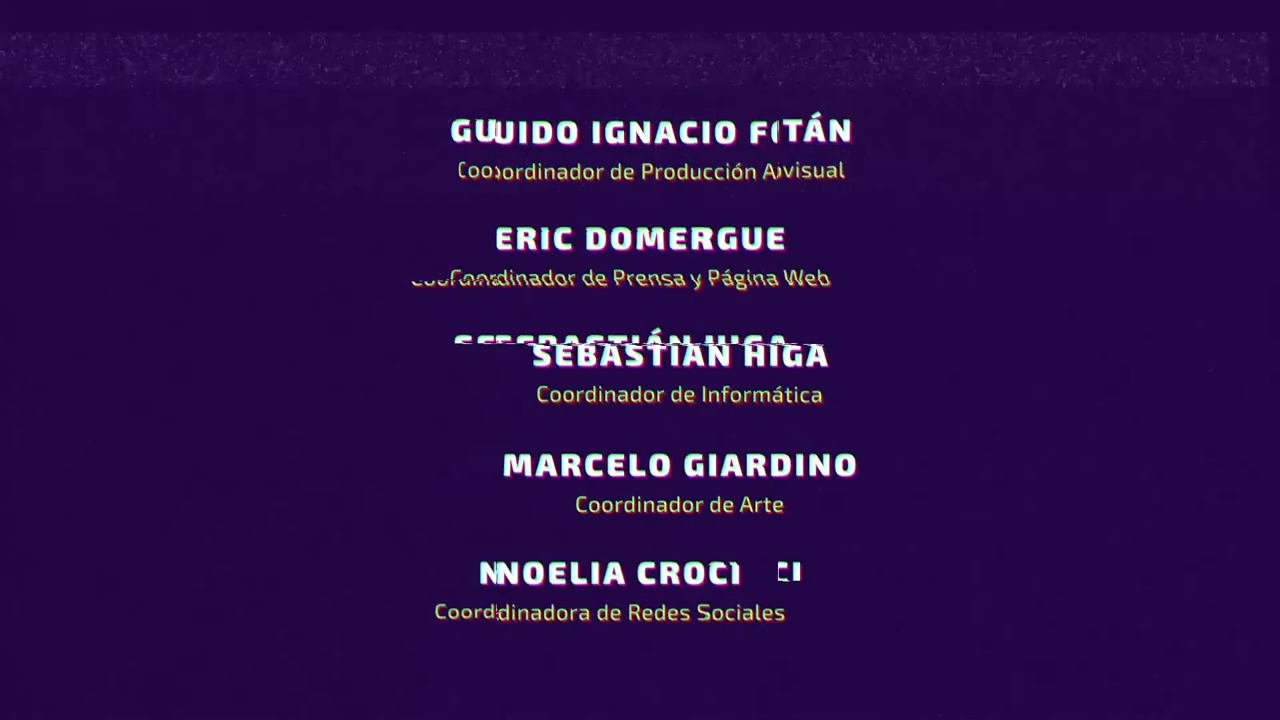 GUIDO IGNACIO
Coordinador de Producción
ERIC DOMERGUE
Coordinador de Prensa y Página Web
SEBASTIÁN HIGA
Coordinador de Informática
MARCELO GIARDINO
Coordinador de Arte
NOELIA CROCI
Coordinadora de Redes Sociales